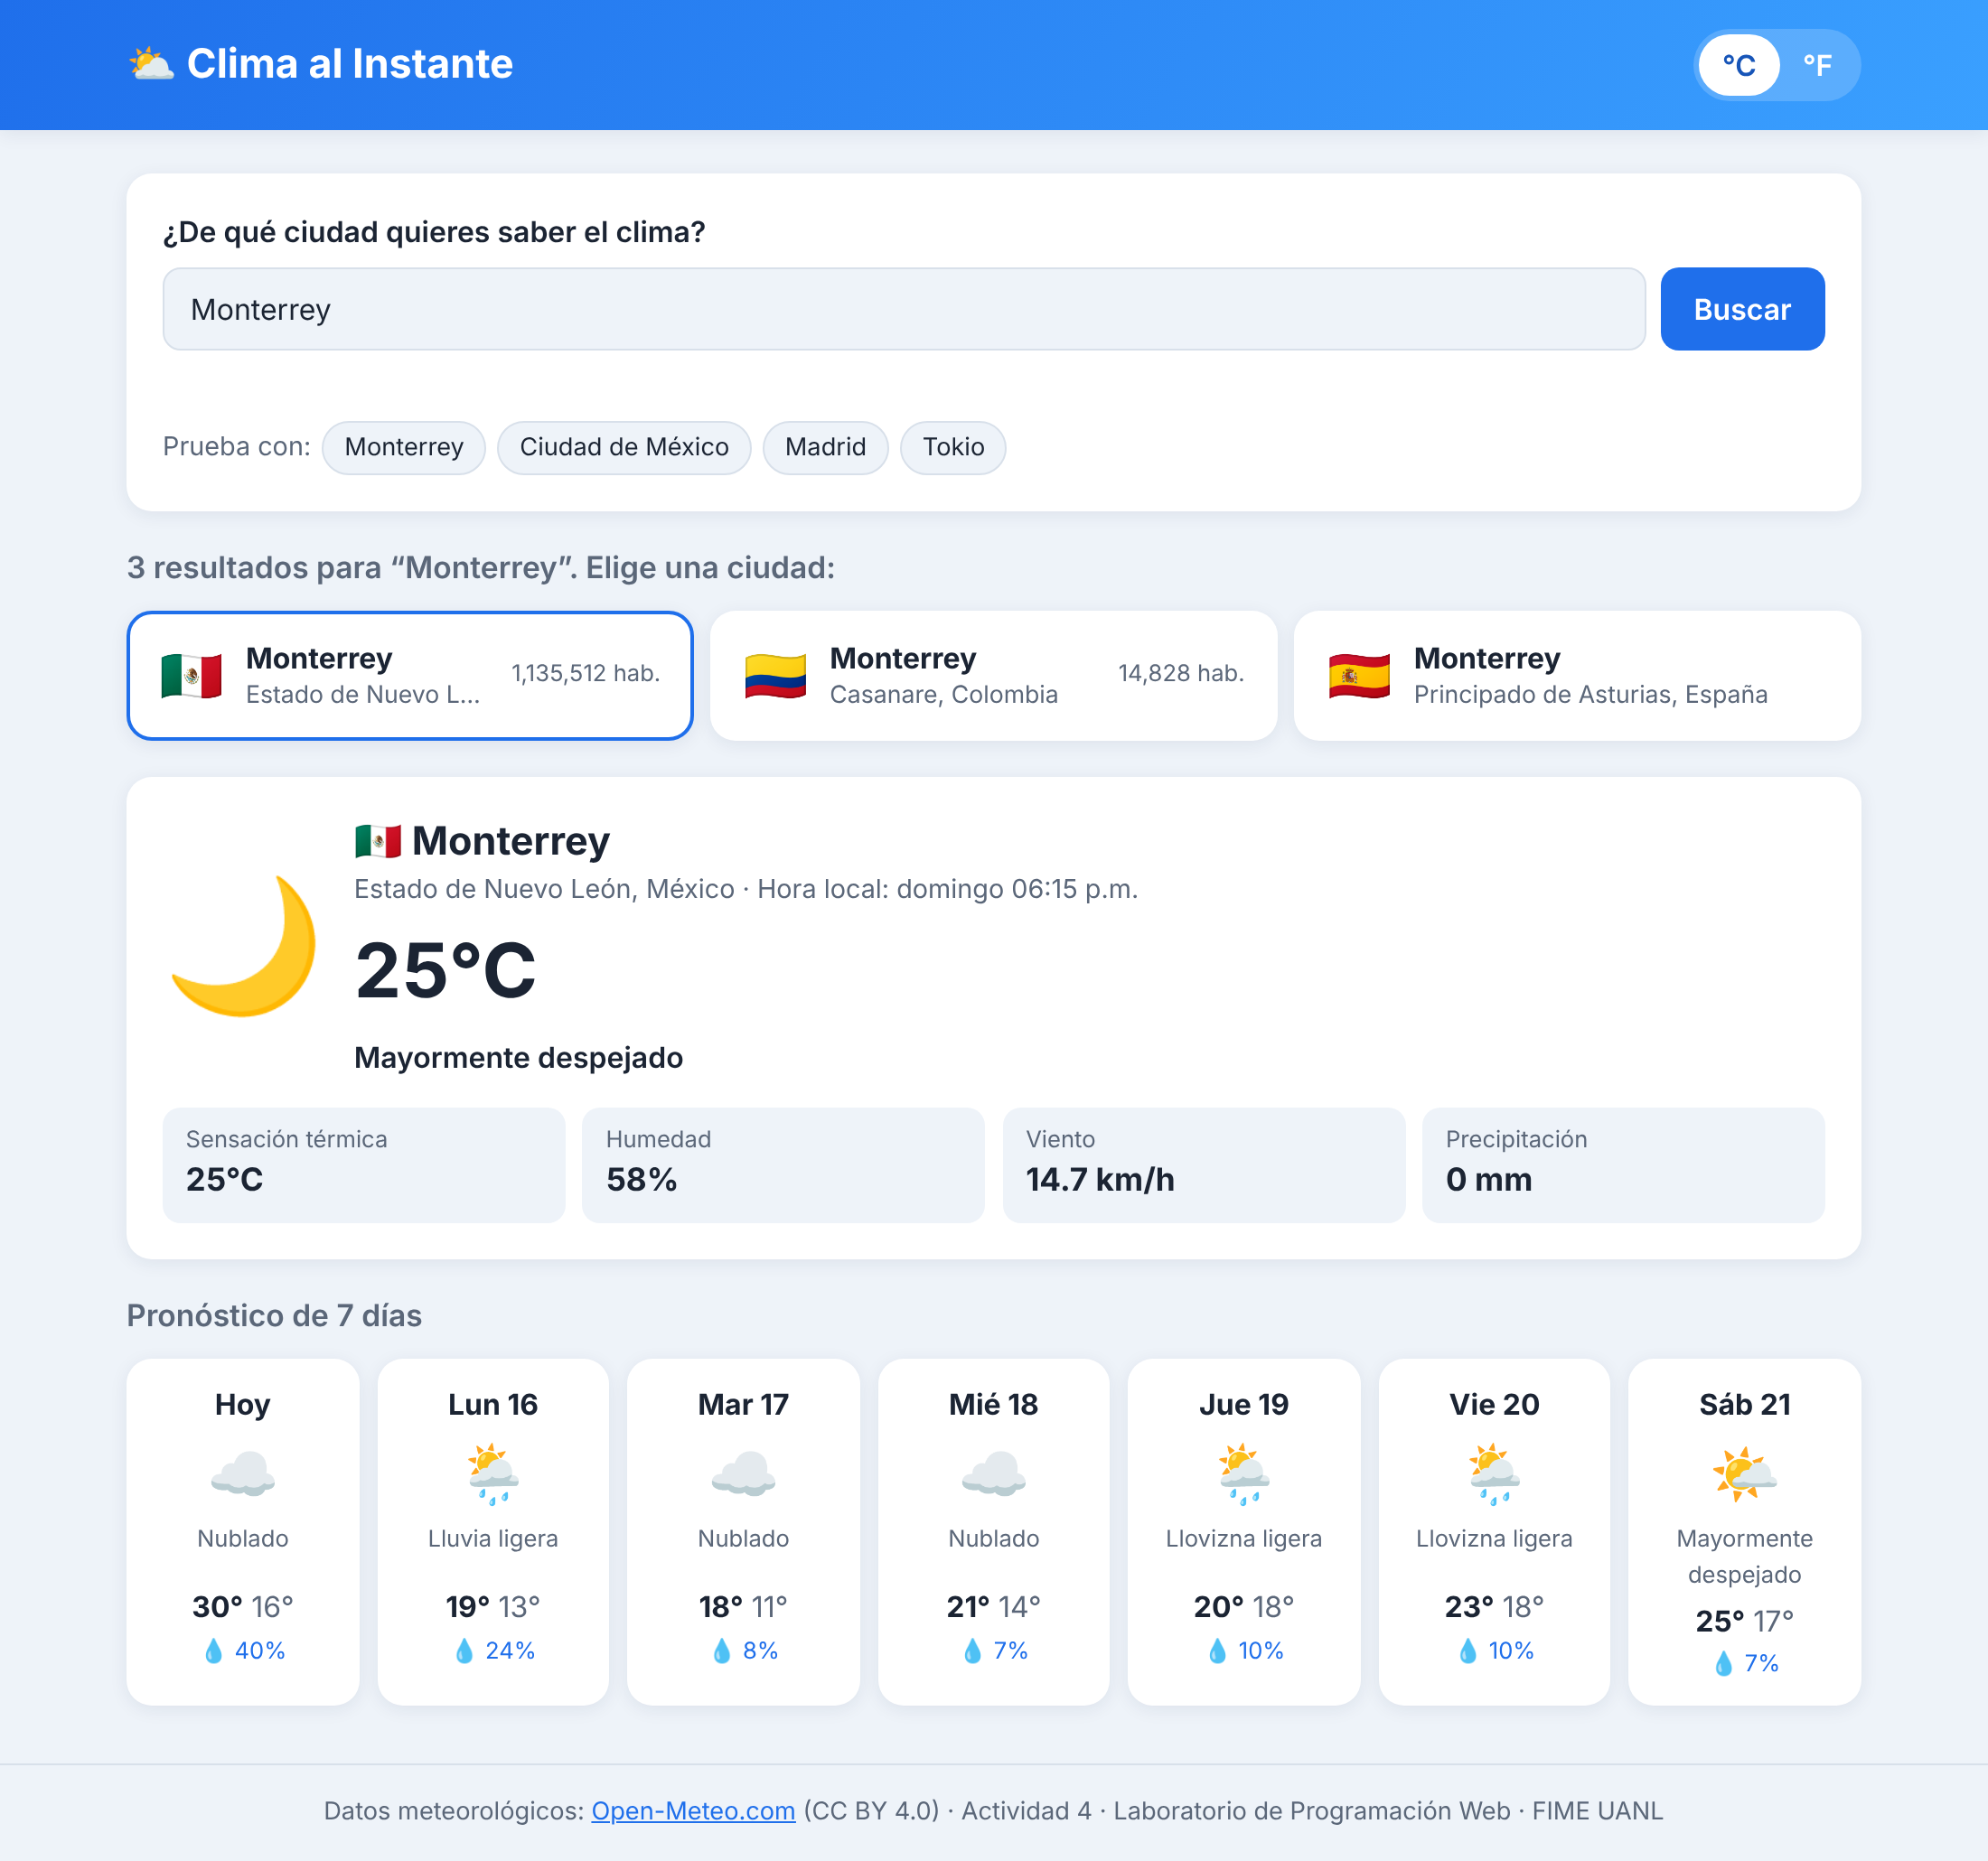 Clima al Instante
°C °F
¿De qué ciudad quieres saber el clima?
Monterrey
Buscar
Prueba con: Monterrey Ciudad de México Madrid Tokio
3 resultados para “Monterrey”. Elige una ciudad:
Monterrey
Estado de Nuevo L...
1,135,512 hab.
Monterrey
Casanare, Colombia
14,828 hab.
Monterrey
Principado de Asturias, España
Monterrey
Estado de Nuevo León, México · Hora local: domingo 06:15 p.m.
25°C
Mayormente despejado
Sensación térmica
25°C
Humedad
58%
Viento
14.7 km/h
Precipitación
0 mm
Pronóstico de 7 días
Hoy
Nublado
30° 16°
40%
Lun 16
Lluvia ligera
19° 13°
24%
Mar 17
Nublado
18° 11°
8%
Mié 18
Nublado
21° 14°
7%
Jue 19
Llovizna ligera
20° 18°
10%
Vie 20
Llovizna ligera
23° 18°
10%
Sáb 21
Mayormente
despejado
25° 17°
7%
Datos meteorológicos: Open-Meteo.com (CC BY 4.0) · Actividad 4 · Laboratorio de Programación Web · FIME UANL